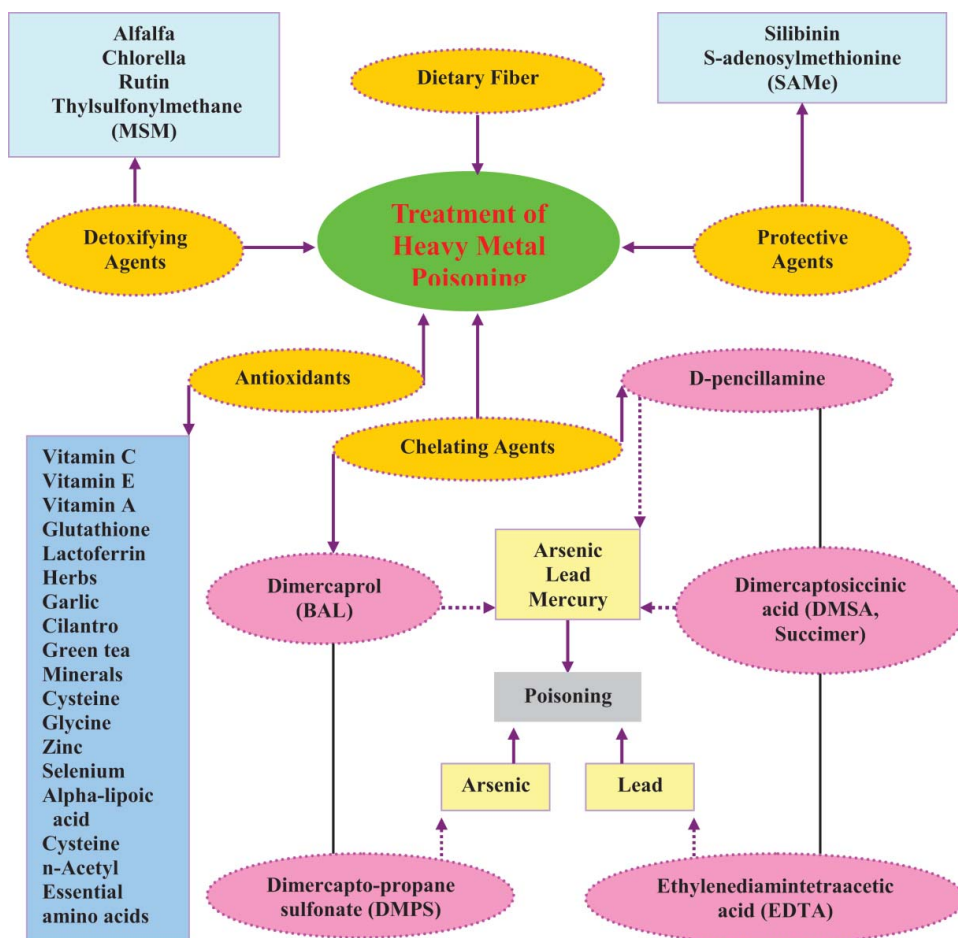 Alfalfa
Chlorella
Rutin
Thylsulfonylmethane
(MSM)
Dietary Fiber
Silibinin
S-adenosylmethionine
(SAMe)
Detoxifying
Agents
Treatment of
Heavy Metal
Poisoning
Protective
Agents
Antioxidants
D-pencillamine
Chelating Agents
Vitamin C
Vitamin E
Vitamin A
Glutathione
Lactoferrin
Herbs
Garlic
Cilantro
Green tea
Minerals
Cysteine
Glycine
Zinc
Selenium
Alpha-lipoic
acid
Cysteine
n-Acetyl
Essential
amino acids
Dimercaprol
(BAL)
Arsenic
Lead
Mercury
Dimercaptosiccinic
acid (DMSA,
Succimer)
Poisoning
Arsenic
Lead
Dimercapto-propane
sulfonate (DMPS)
Ethylenediamintetraacetic
acid (EDTA)